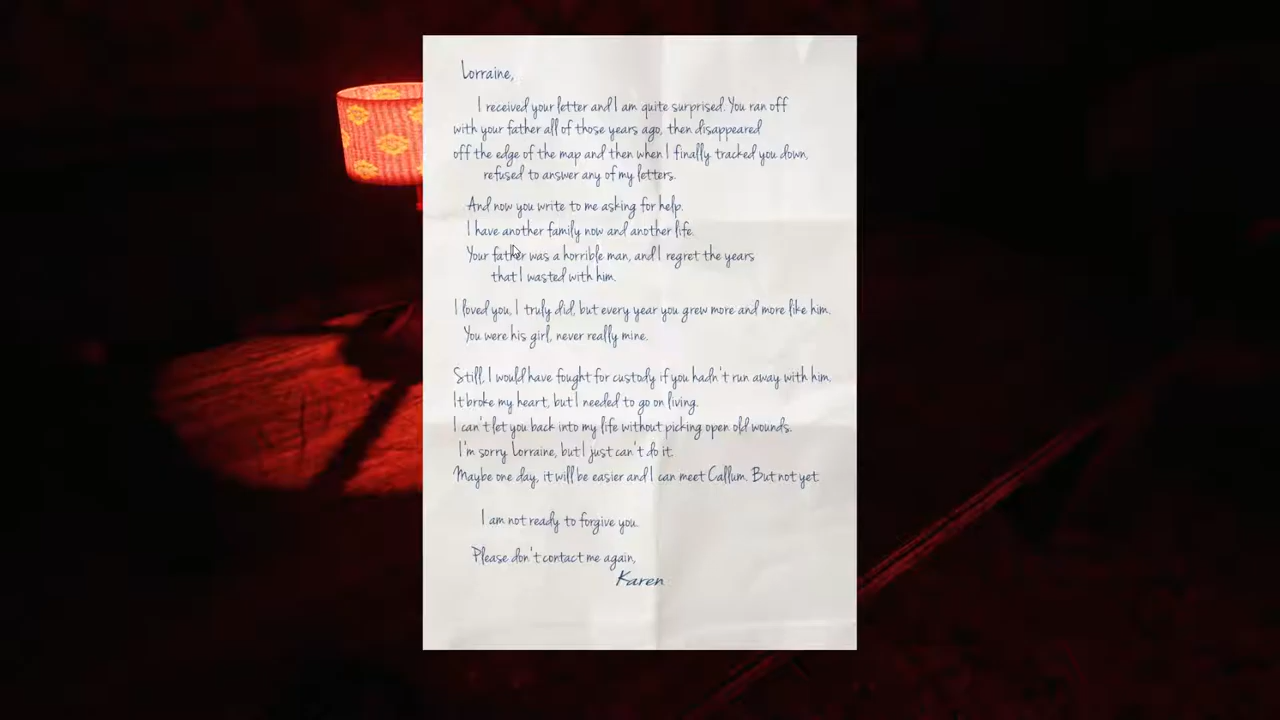 Lorraine,
I received your letter and I am quite surprised. You ran off
with your father all of those years ago, then disappeared
off the edge of the map and then when I finally tracked you down,
refused to answer any of my letters.
And now you write to me asking for help.
I have another family now and another life.
Your father was a horrible man, and I regret the years
that I wasted with him.
I loved you, I truly did, but every year you grew more and more like him.
You were his girl, never really mine.
Still, I would have fought for custody if you hadn't run away with him.
It broke my heart, but I needed to go on living.
I can't let you back into my life without picking open old wounds.
I'm sorry Lorraine, but I just can't do it.
Maybe one day, it will be easier and I can meet Callum. But not yet.
I am not ready to forgive you.
Please don't contact me again,
Karen